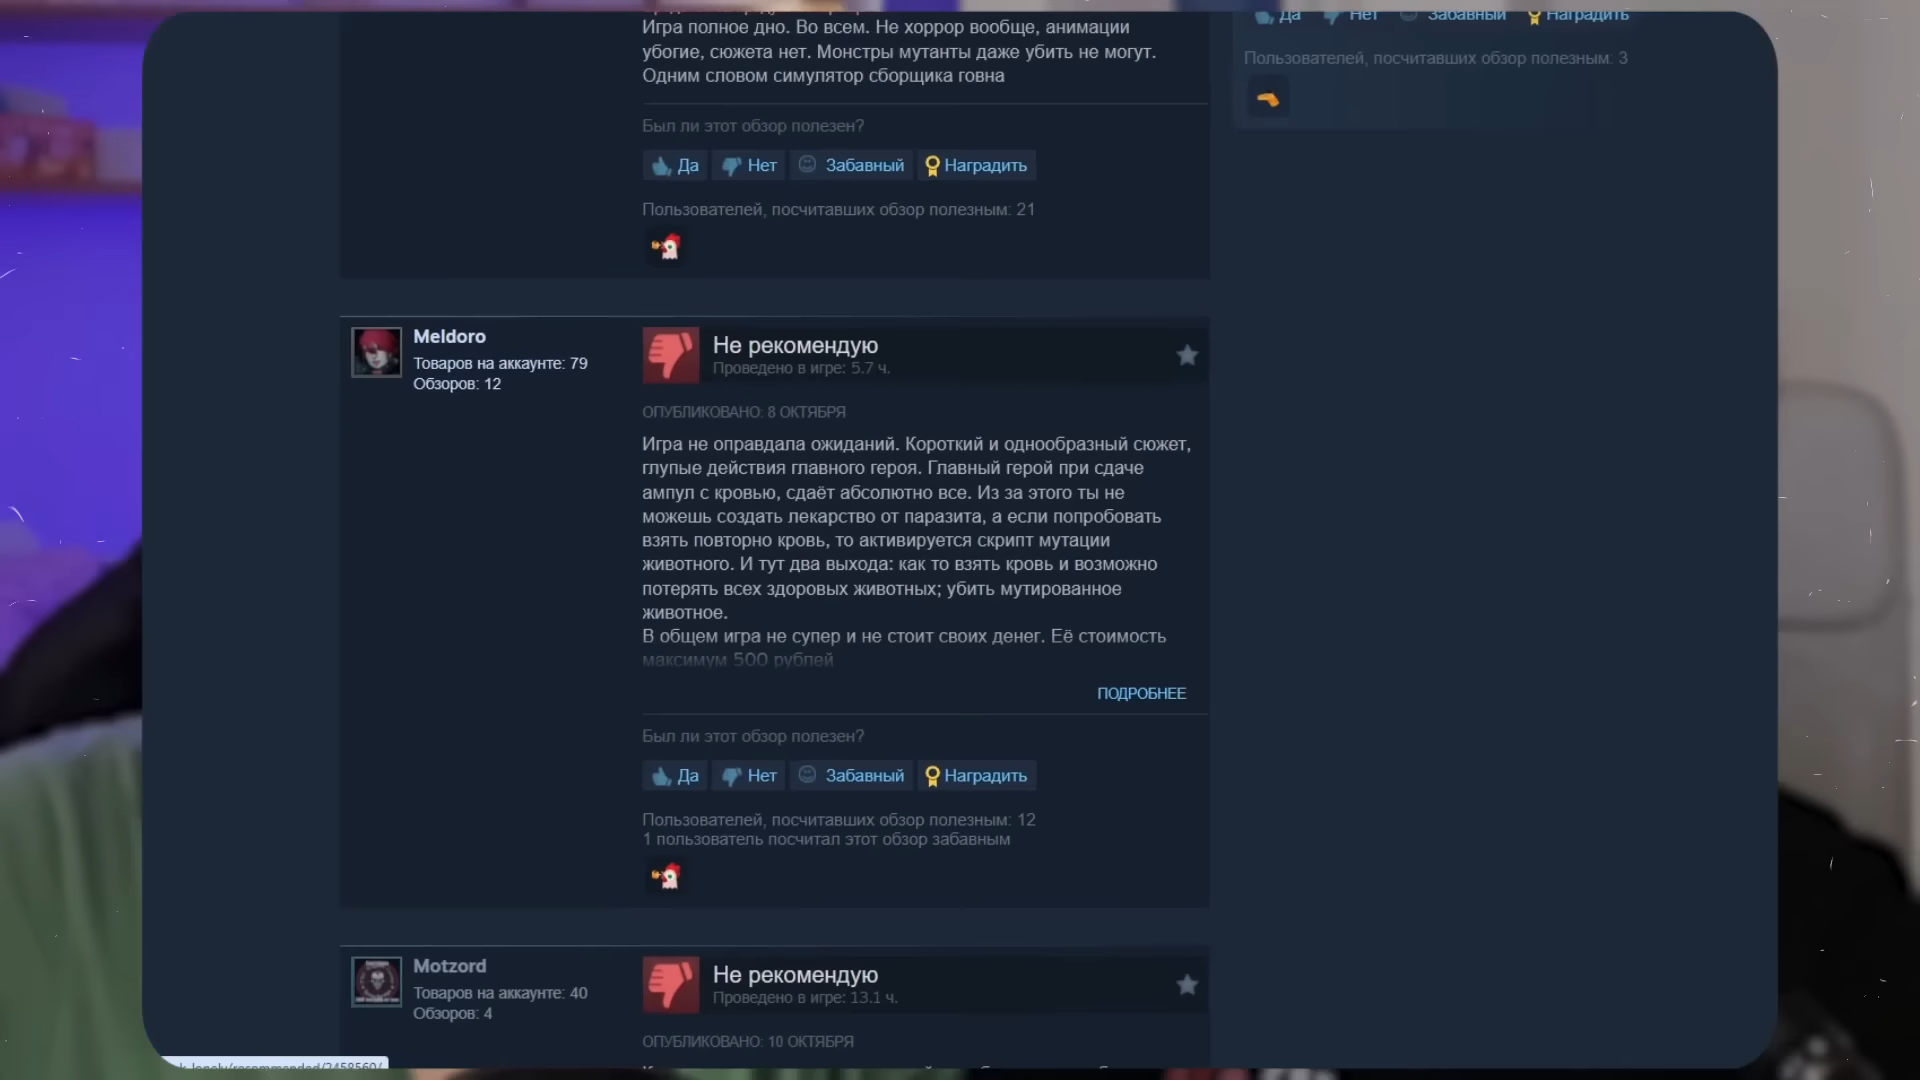 Игра полное дно. Во всем. Не хоррор вообще, анимации
убогие, сюжета нет. Монстры мутанты даже убить не могут.
Одним словом симулятор сборщика говна
Был ли этот обзор полезен?
Да Нет Забавный Наградить
Пользователей, посчитавших обзор полезным: 21
Meldoro
Товаров на аккаунте: 79
Обзоров: 12
Не рекомендую
Проведено в игре: 5.7 ч.
ОПУБЛИКОВАНО: 8 ОКТЯБРЯ
Игра не оправдала ожиданий. Короткий и однообразный сюжет,
глупые действия главного героя. Главный герой при сдаче
ампул с кровью, сдаёт абсолютно все. Из за этого ты не
можешь создать лекарство от паразита, а если попробовать
взять повторно кровь, то активируется скрипт мутации
животного. И тут два выхода: как то взять кровь и возможно
потерять всех здоровых животных; убить мутированное
животное.
В общем игра не супер и не стоит своих денег. Её стоимость
максимум 500 рублей
ПОДРОБНЕЕ
Был ли этот обзор полезен?
Да Нет Забавный Наградить
Пользователей, посчитавших обзор полезным: 12
1 пользователь посчитал этот обзор забавным
Motzord
Товаров на аккаунте: 40
Обзоров: 4
Не рекомендую
Проведено в игре: 13.1 ч.
ОПУБЛИКОВАНО: 10 ОКТЯБРЯ
Да Нет Забавный Наградить
Пользователей, посчитавших обзор полезным: 3